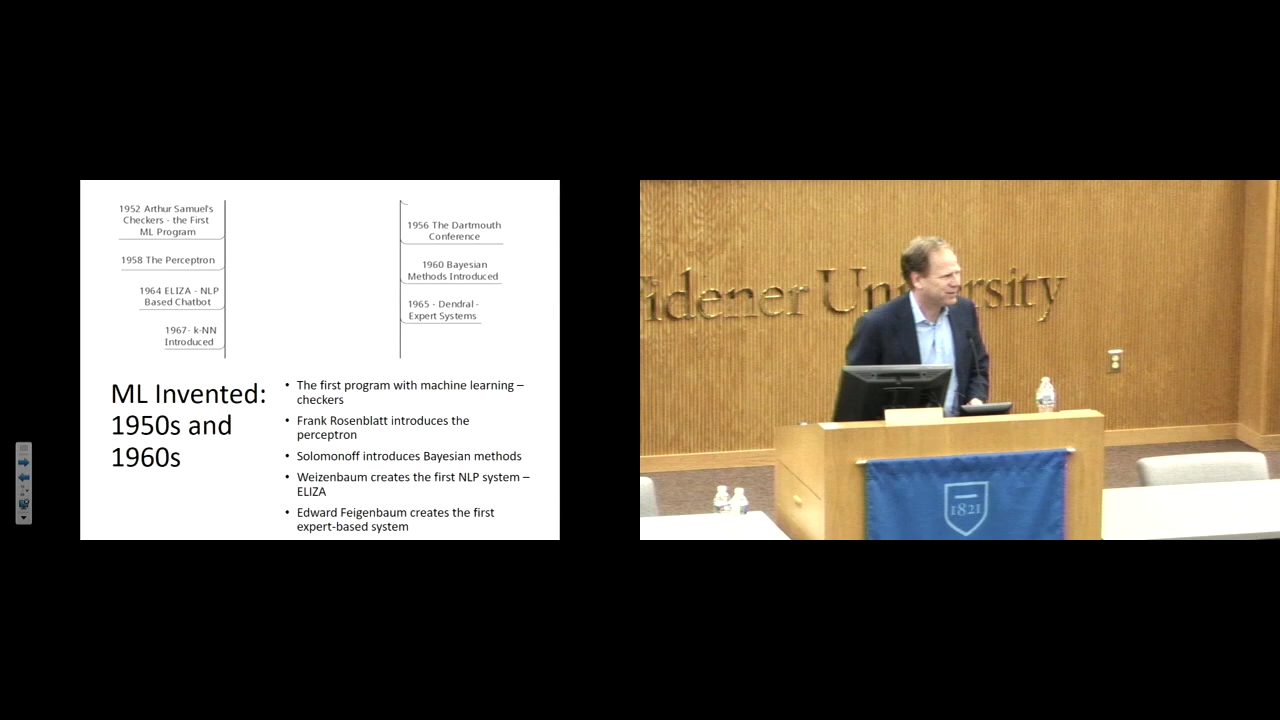 1952 Arthur Samuel's
Checkers - the First
ML Program
1958 The Perceptron
1964 ELIZA - NLP
Based Chatbot
1967- k-NN
Introduced
1956 The Dartmouth
Conference
1960 Bayesian
Methods Introduced
1965 - Dendral -
Expert Systems
ML Invented:
1950s and
1960s
• The first program with machine learning –
checkers
• Frank Rosenblatt introduces the
perceptron
• Solomonoff introduces Bayesian methods
• Weizenbaum creates the first NLP system –
ELIZA
• Edward Feigenbaum creates the first
expert-based system
idener University
1821